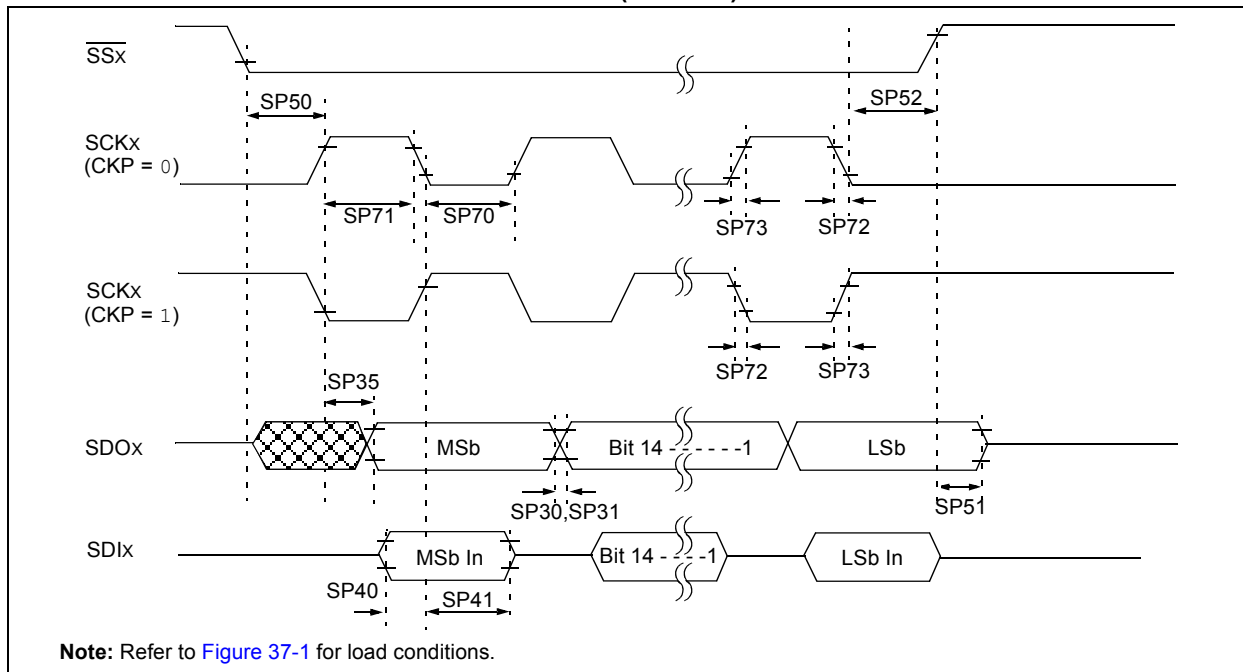 SSx
SP50
SP52
SCKx
(CKP = 0)
SP71
SP70
SP73
SP72
SCKx
(CKP = 1)
SP72
SP73
SP35
SDOx
MSb
Bit 14 - - - - - -1
LSb
SP30,SP31
SP51
SDIx
MSb In
Bit 14 - - - -1
LSb In
SP40
SP41
Note: Refer to Figure 37-1 for load conditions.